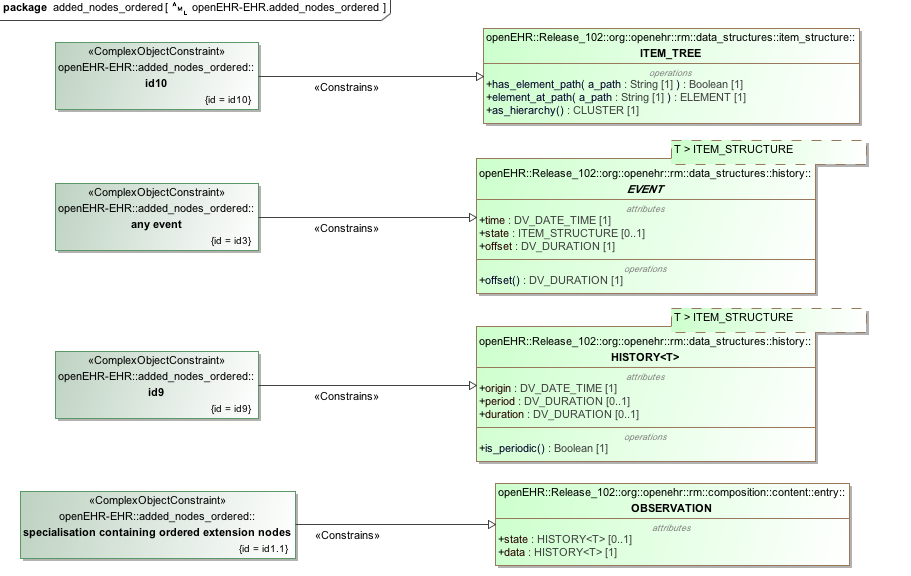 package added_nodes_ordered [ AML openEHR-EHR.added_nodes_ordered ]
«ComplexObjectConstraint»
openEHR-EHR::added_nodes_ordered::
id10
{id = id10}
«Constrains»
openEHR::Release_102::org::openehr::rm::data_structures::item_structure::
ITEM_TREE
operations
+has_element_path( a_path : String [1] ) : Boolean [1]
+element_at_path( a_path : String [1] ) : ELEMENT [1]
+as_hierarchy() : CLUSTER [1]
«ComplexObjectConstraint»
openEHR-EHR::added_nodes_ordered::
any event
{id = id3}
«Constrains»
T > ITEM_STRUCTURE
openEHR::Release_102::org::openehr::rm::data_structures::history::
EVENT
attributes
+time : DV_DATE_TIME [1]
+state : ITEM_STRUCTURE [0..1]
+offset : DV_DURATION [1]
operations
+offset() : DV_DURATION [1]
«ComplexObjectConstraint»
openEHR-EHR::added_nodes_ordered::
id9
{id = id9}
«Constrains»
T > ITEM_STRUCTURE
openEHR::Release_102::org::openehr::rm::data_structures::history::
HISTORY<T>
attributes
+origin : DV_DATE_TIME [1]
+period : DV_DURATION [0..1]
+duration : DV_DURATION [0..1]
operations
+is_periodic() : Boolean [1]
«ComplexObjectConstraint»
openEHR-EHR::added_nodes_ordered::
specialisation containing ordered extension nodes
{id = id1.1}
«Constrains»
openEHR::Release_102::org::openehr::rm::composition::content::entry::
OBSERVATION
attributes
+state : HISTORY<T> [0..1]
+data : HISTORY<T> [1]